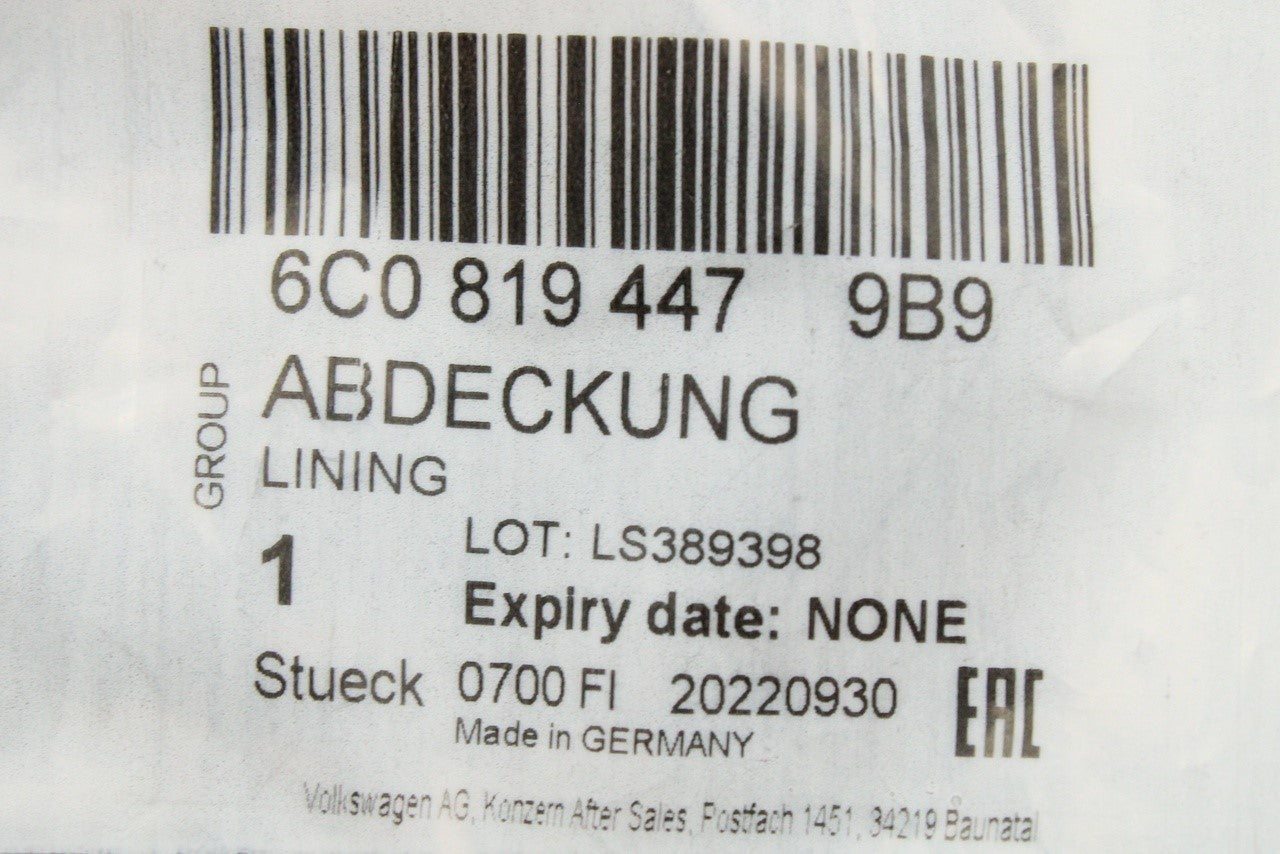 6C0 819 447 9B9
GROUP
ABDECKUNG
LINING
1
LOT: LS389398
Expiry date: NONE
Stueck 0700 FI 20220930
EAC
Made in GERMANY
Volkswagen AG, Konzern After Sales, Postfach 1451, 34219 Baunatal